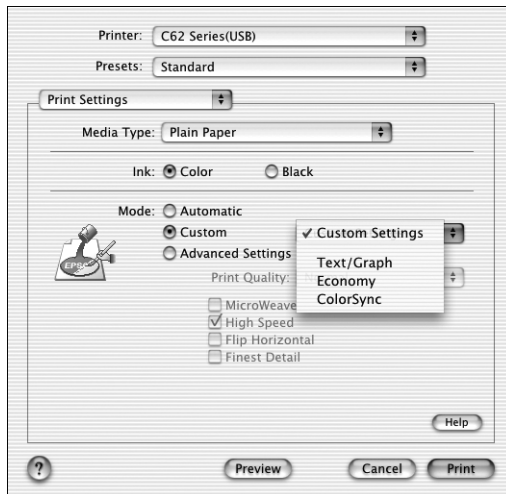 Printer: C62 Series(USB)
Presets: Standard
Print Settings
Media Type: Plain Paper
Ink: Color Black
Mode: Automatic
Custom ✓ Custom Settings
Advanced Settings Text/Graph
Economy
ColorSync
Print Quality:
MicroWeave
High Speed
Flip Horizontal
Finest Detail
EPSO
Help
? Preview Cancel Print